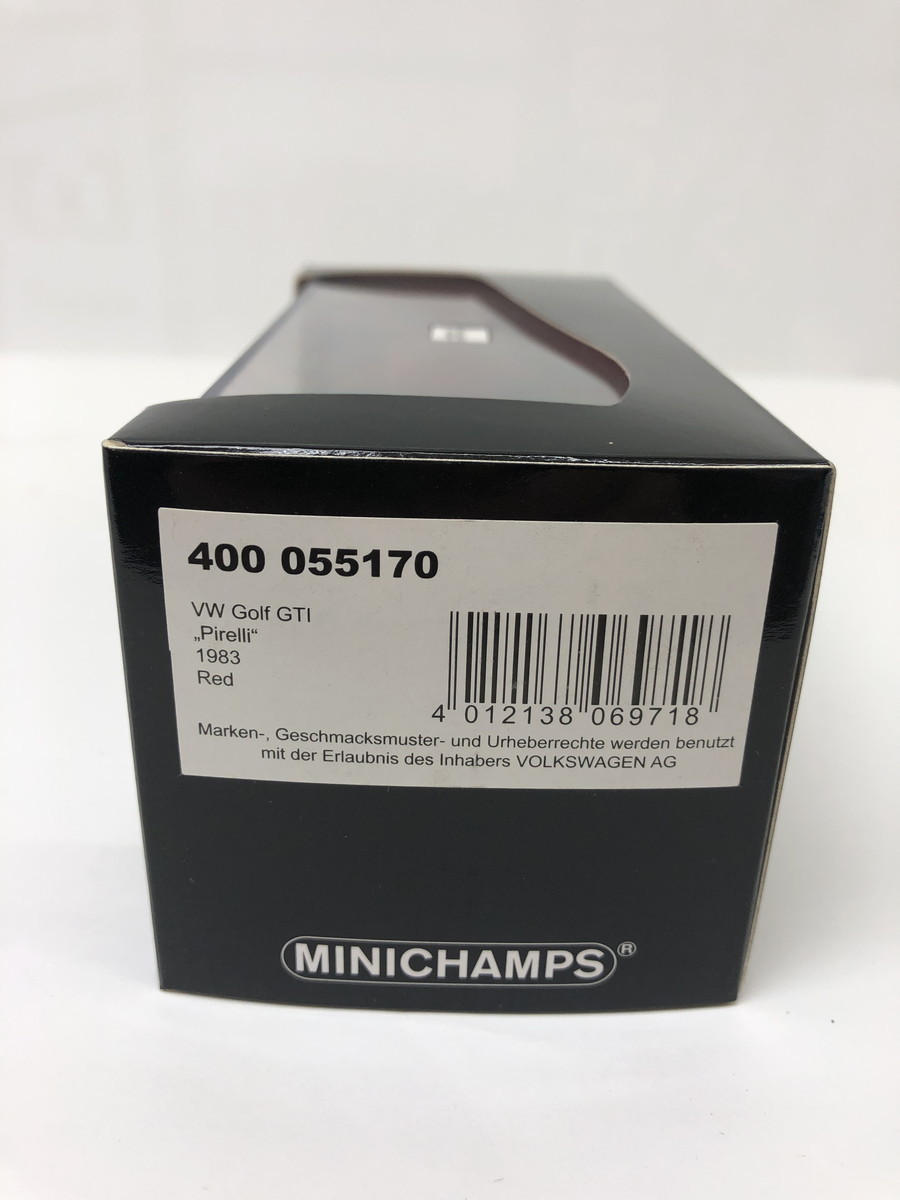 400 055170
VW Golf GTI
„Pirelli“
1983
Red
4 012138 069718
Marken-, Geschmacksmuster- und Urheberrechte werden benutzt
mit der Erlaubnis des Inhabers VOLKSWAGEN AG
MINICHAMPS®